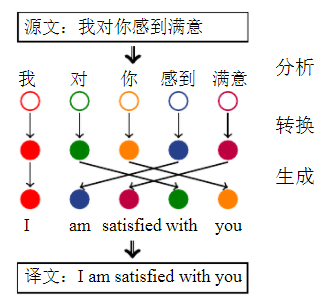 源文：我对你感到满意
分析
我 对 你 感到 满意
转换
生成
I am satisfied with you
译文：I am satisfied with you